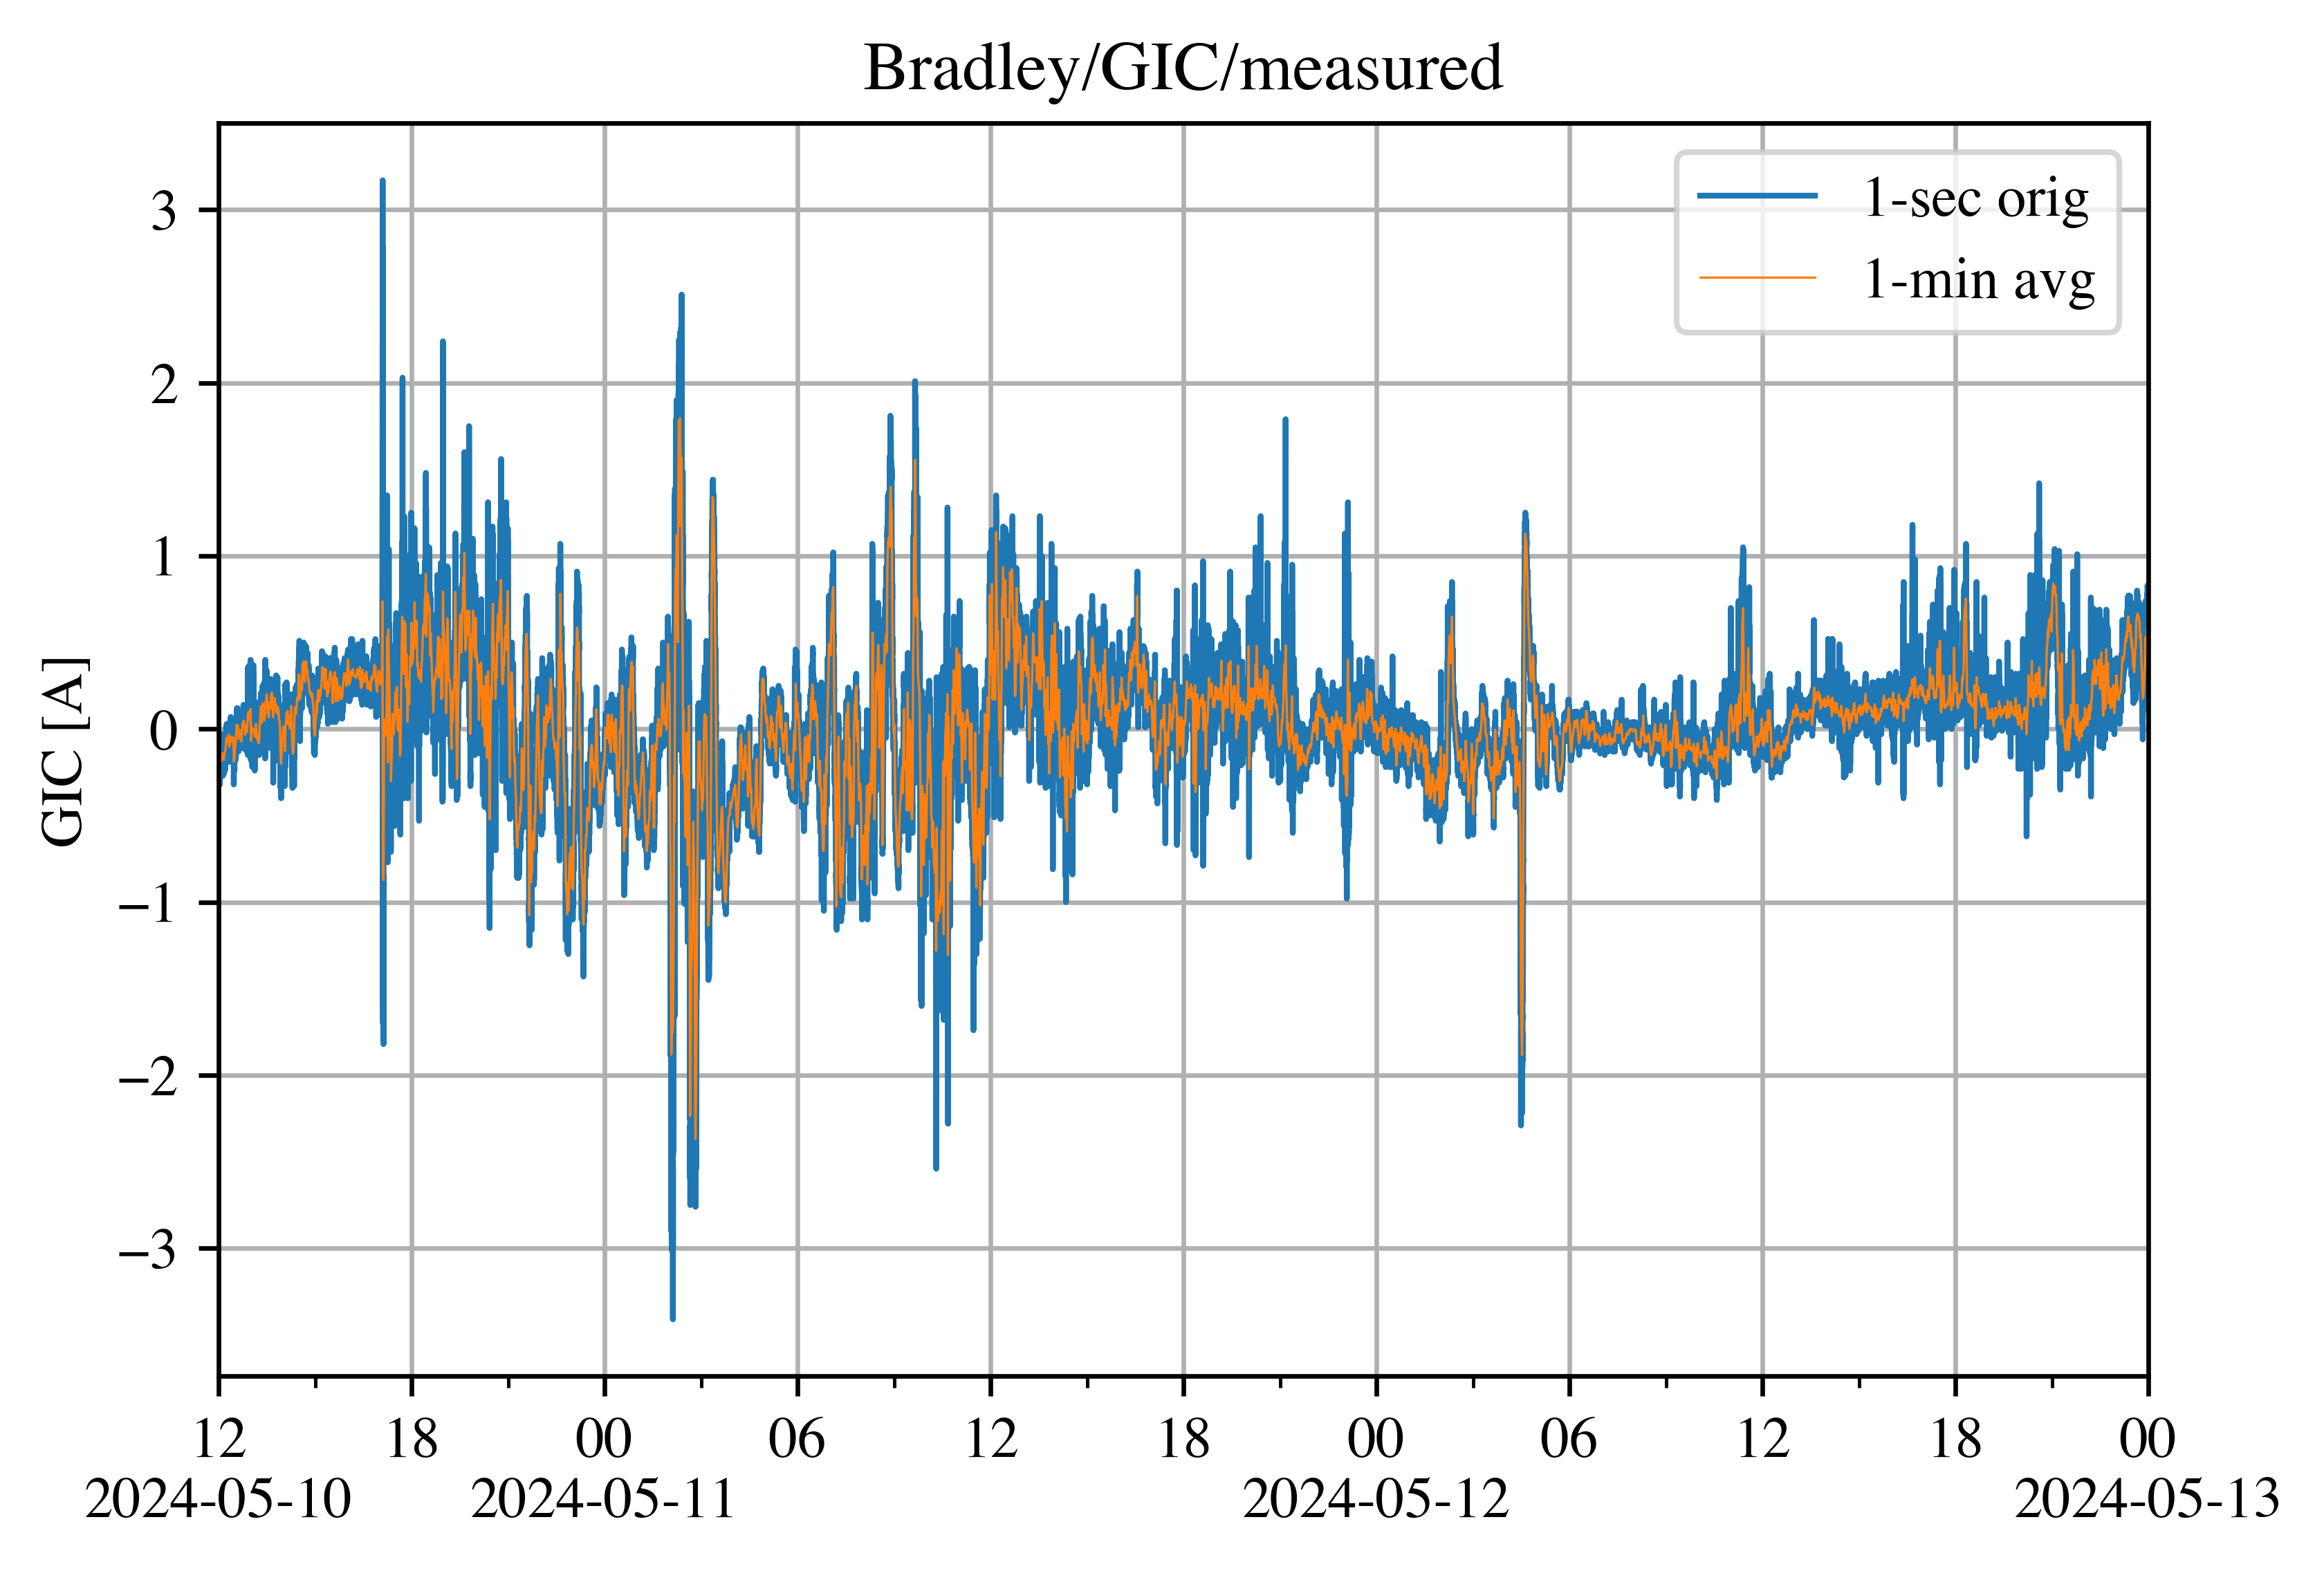 Bradley/GIC/measured
1-sec orig
1-min avg
GIC [A]
3
2
1
0
−1
−2
−3
12 18 00 06 12 18 00 06 12 18 00
2024-05-10 2024-05-11 2024-05-12 2024-05-13